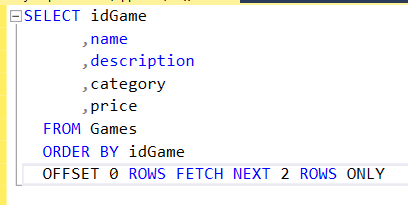 SELECT idGame
,name
,description
,category
,price
FROM Games
ORDER BY idGame
OFFSET 0 ROWS FETCH NEXT 2 ROWS ONLY